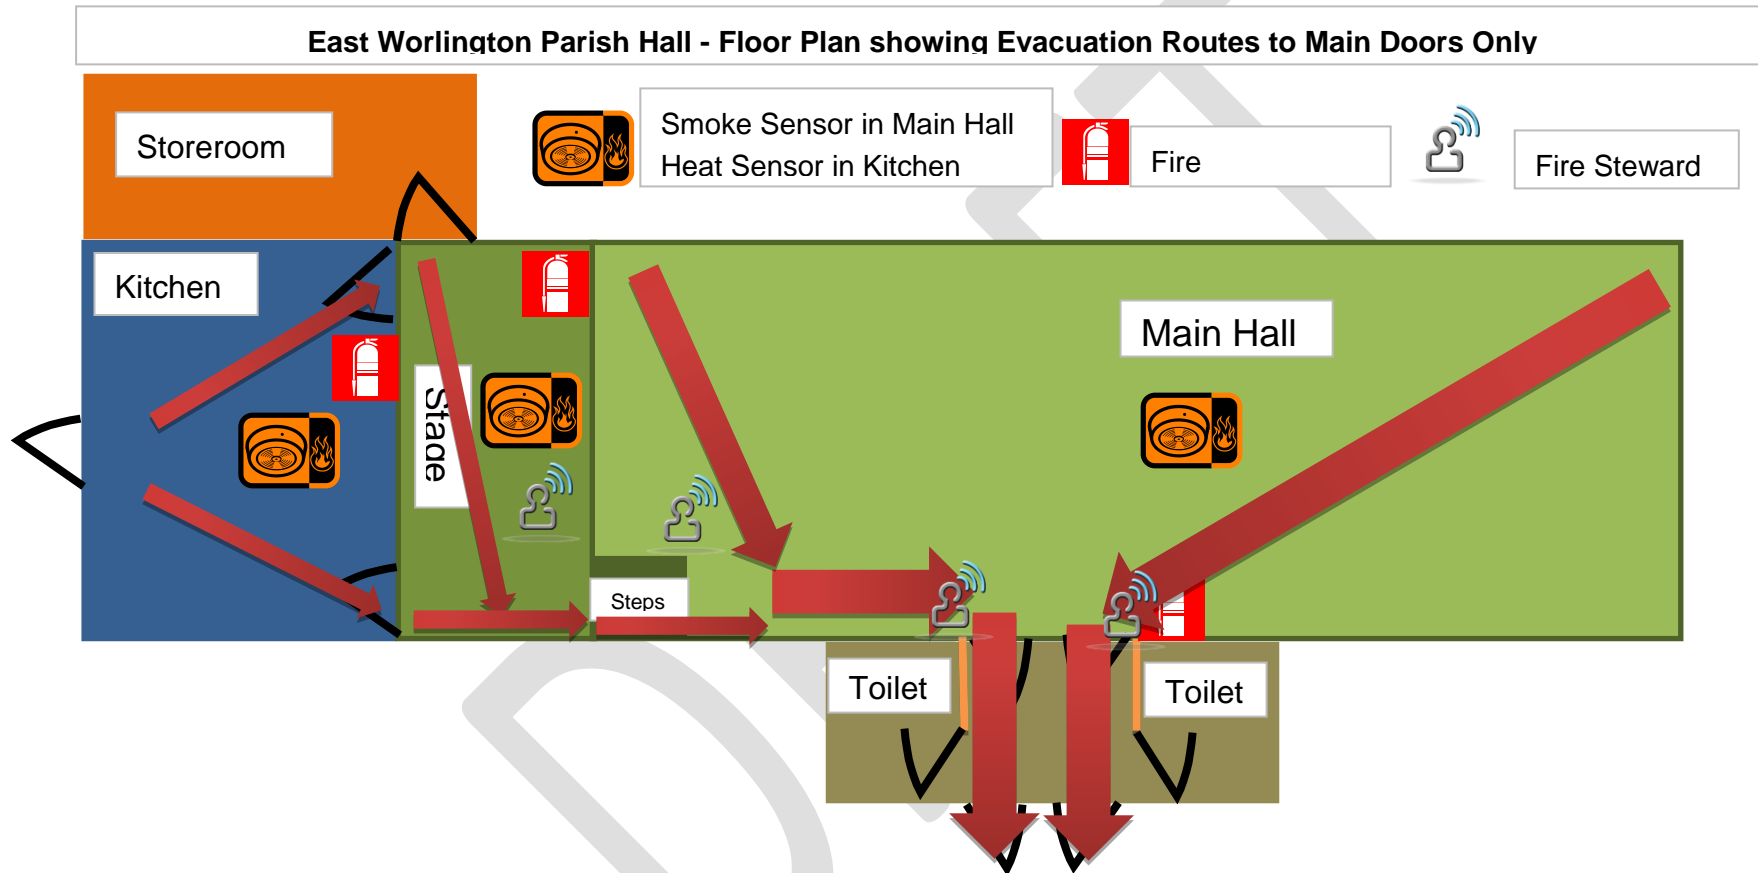 East Worlington Parish Hall - Floor Plan showing Evacuation Routes to Main Doors Only
Storeroom
Smoke Sensor in Main Hall
Heat Sensor in Kitchen
Fire
Fire Steward
Kitchen
Main Hall
Stage
Steps
Toilet
Toilet